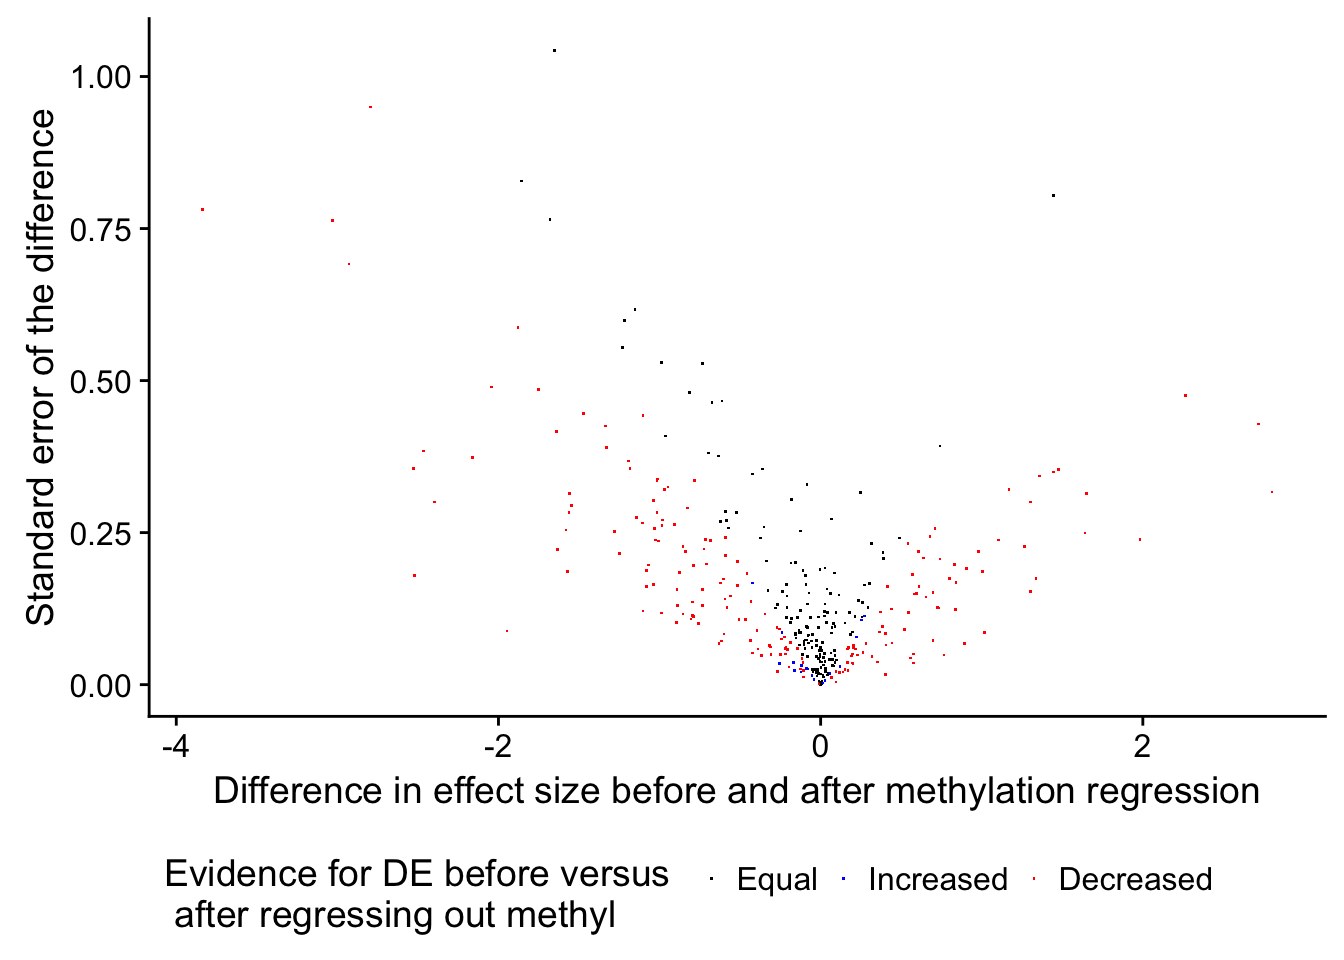 1.00
0.75
0.50
0.25
0.00
Standard error of the difference
-4
-2
0
2
Difference in effect size before and after methylation regression
Evidence for DE before versus
after regressing out methyl
Equal
Increased
Decreased